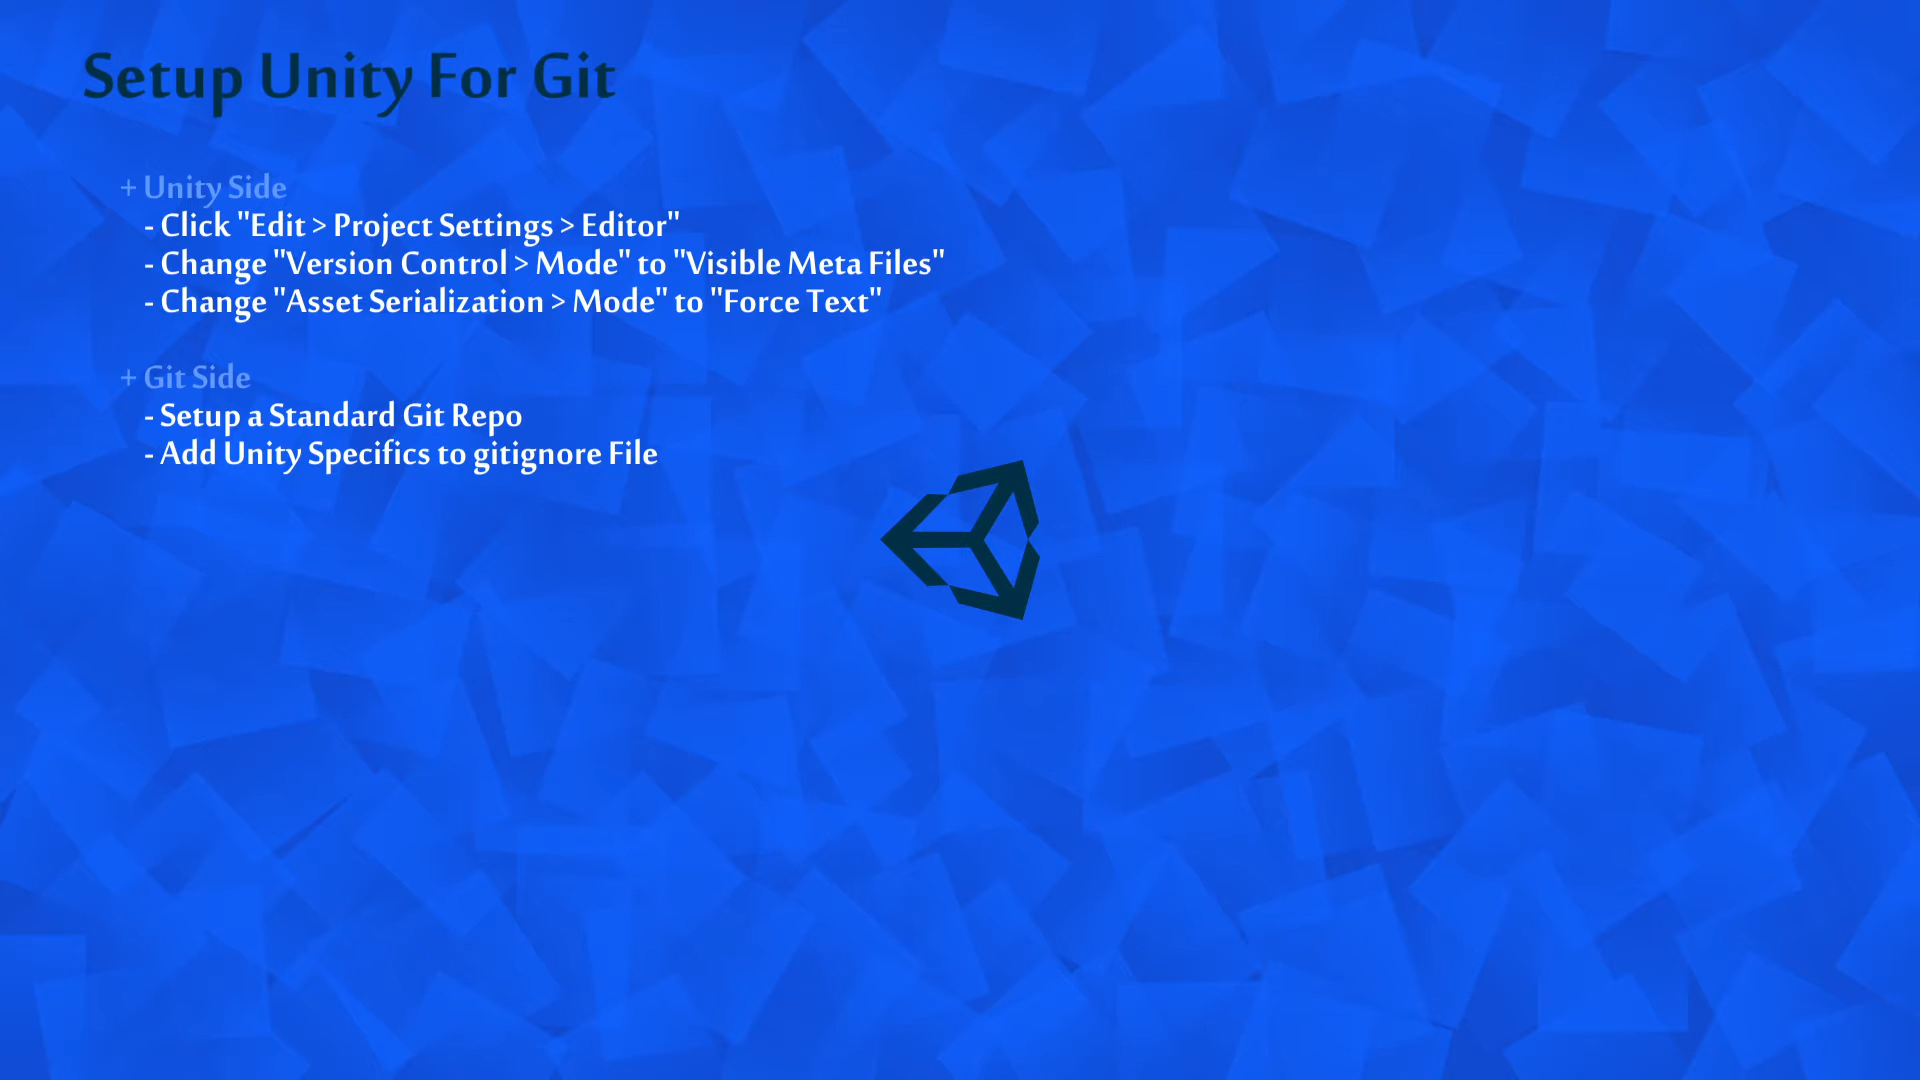 Setup Unity For Git
+ Unity Side
- Click "Edit > Project Settings > Editor"
- Change "Version Control > Mode" to "Visible Meta Files"
- Change "Asset Serialization > Mode" to "Force Text"
+ Git Side
- Setup a Standard Git Repo
- Add Unity Specifics to gitignore File